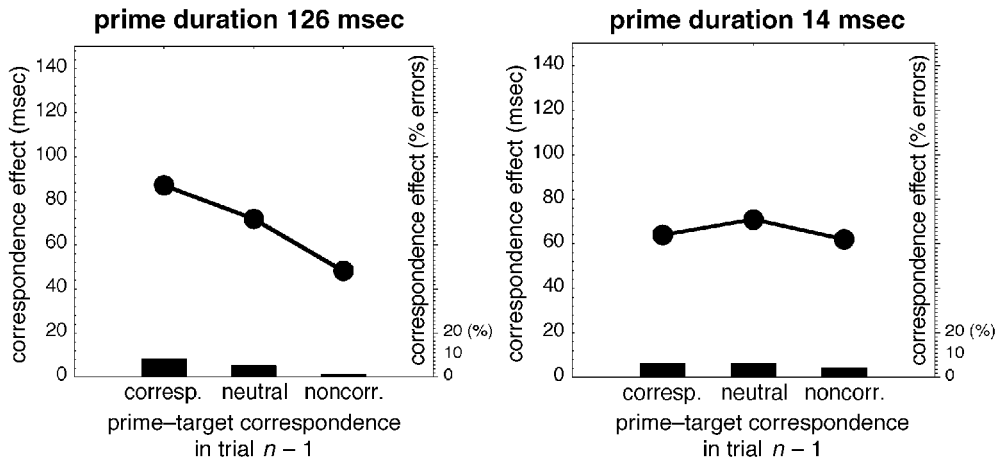 prime duration 126 msec
correspondence effect (msec)
140
120
100
80
60
40
20
0
correspondence effect (% errors)
20 (%)
10
0
corresp. neutral noncorr.
prime–target correspondence
in trial n – 1
prime duration 14 msec
correspondence effect (msec)
140
120
100
80
60
40
20
0
correspondence effect (% errors)
20 (%)
10
0
corresp. neutral noncorr.
prime–target correspondence
in trial n – 1